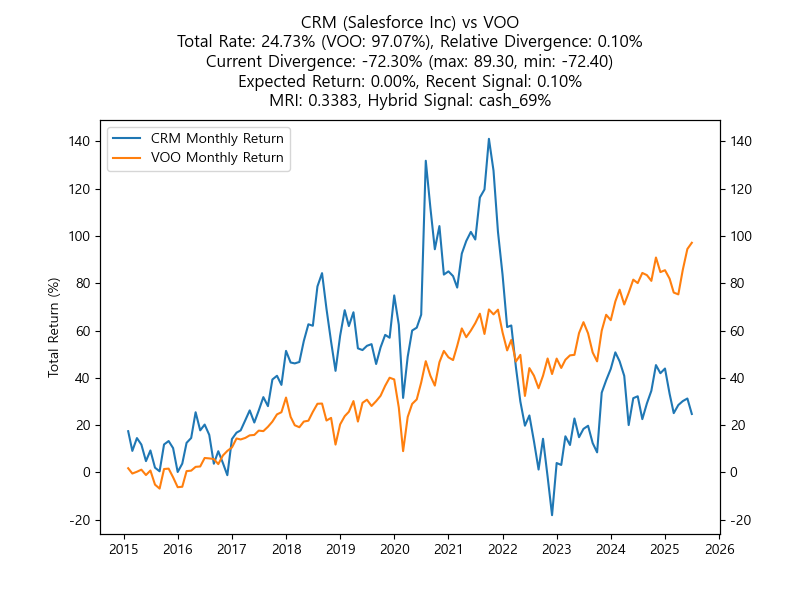 CRM (Salesforce Inc) vs VOO
Total Rate: 24.73% (VOO: 97.07%), Relative Divergence: 0.10%
Current Divergence: -72.30% (max: 89.30, min: -72.40)
Expected Return: 0.00%, Recent Signal: 0.10%
MRI: 0.3383, Hybrid Signal: cash_69%
CRM Monthly Return
VOO Monthly Return
Total Return (%)
140
120
100
80
60
40
20
0
-20
140
120
100
80
60
40
20
0
-20
2015 2016 2017 2018 2019 2020 2021 2022 2023 2024 2025 2026